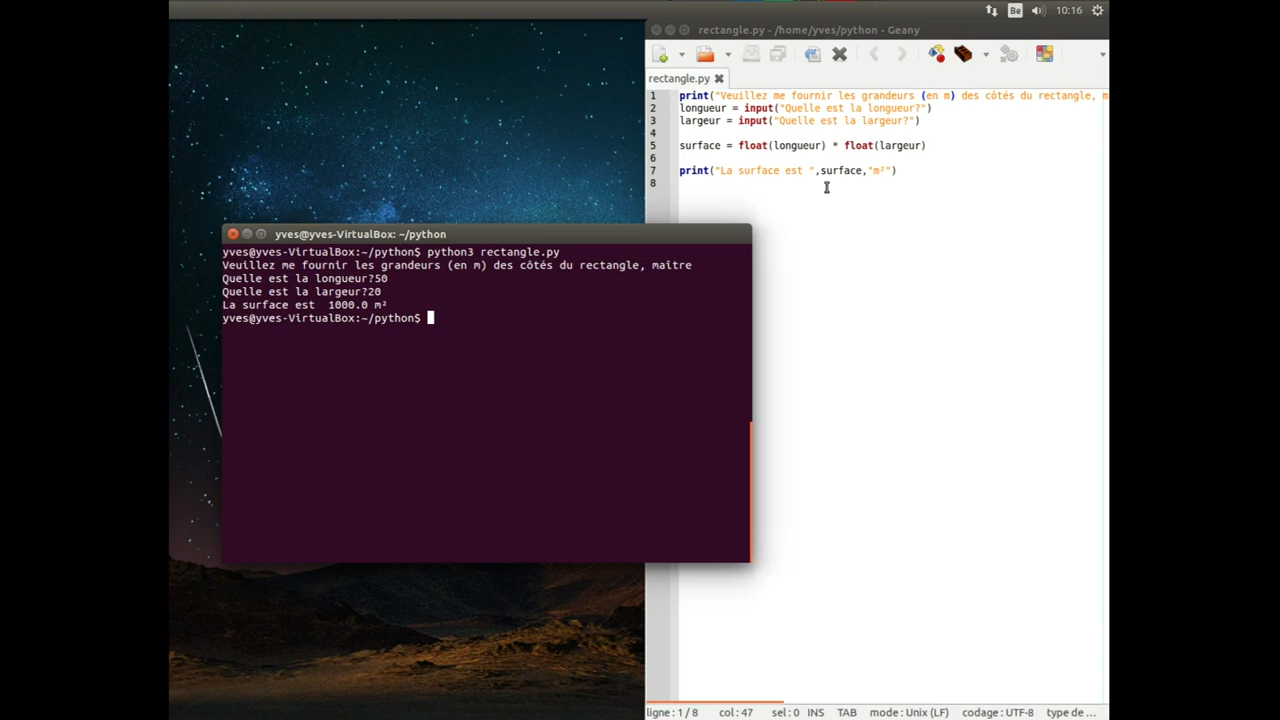 Be 10:16
rectangle.py - /home/yves/python - Geany
rectangle.py
1 print("Veuillez me fournir les grandeurs (en m) des côtés du rectangle, m
2 longueur = input("Quelle est la longueur?")
3 largeur = input("Quelle est la largeur?")
4
5 surface = float(longueur) * float(largeur)
6
7 print("La surface est ",surface,"m²")
8
yves@yves-VirtualBox: ~/python
yves@yves-VirtualBox:~/python$ python3 rectangle.py
Veuillez me fournir les grandeurs (en m) des côtés du rectangle, maître
Quelle est la longueur?50
Quelle est la largeur?20
La surface est  1000.0 m²
yves@yves-VirtualBox:~/python$
ligne : 1 / 8 col : 47 sel : 0 INS TAB mode : Unix (LF) codage : UTF-8 type de ...